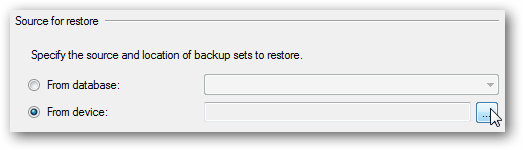 Source for restore
Specify the source and location of backup sets to restore.
From database:
From device:
...